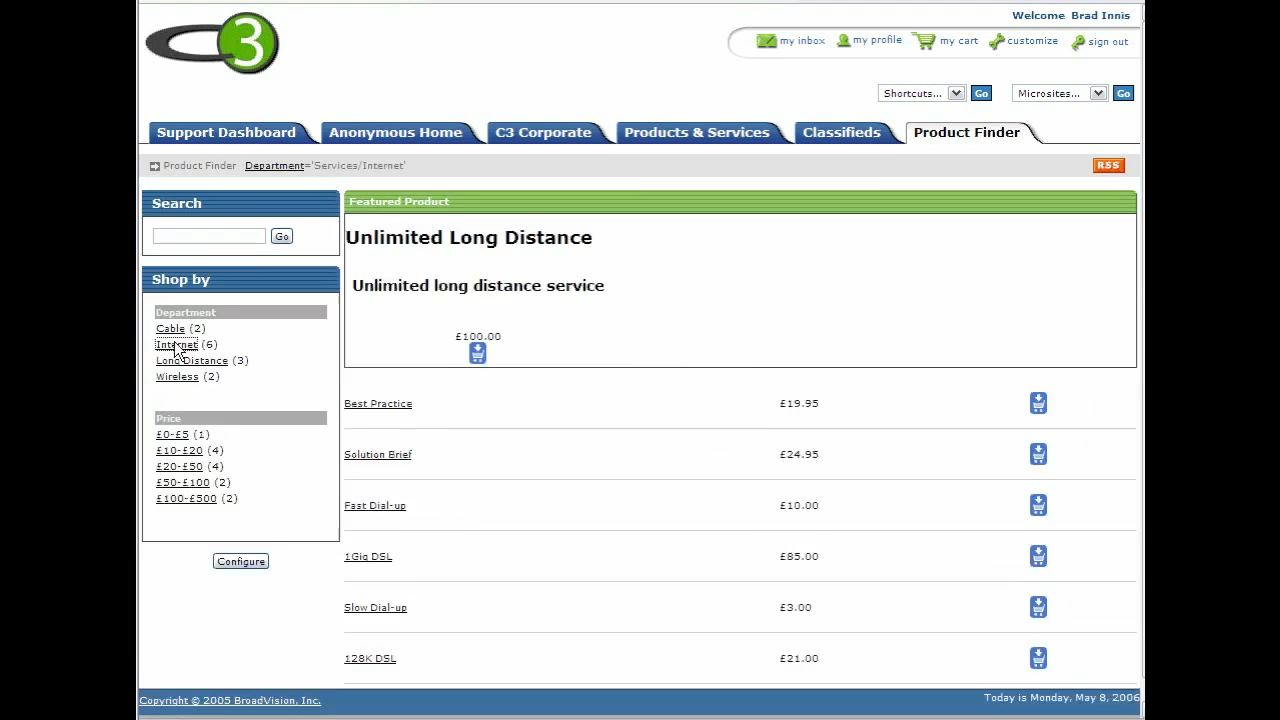 3
Welcome Brad Innis
my inbox my profile my cart customize sign out
Shortcuts... Go Microsites... Go
Support Dashboard Anonymous Home C3 Corporate Products & Services Classifieds Product Finder
Product Finder Department='Services/Internet' RSS
Search
Go
Shop by
Department
Cable (2)
Internet (6)
Long Distance (3)
Wireless (2)
Price
£0-£5 (1)
£10-£20 (4)
£20-£50 (4)
£50-£100 (2)
£100-£500 (2)
Configure
Featured Product
Unlimited Long Distance
Unlimited long distance service
£100.00
Best Practice £19.95
Solution Brief £24.95
Fast Dial-up £10.00
1Gig DSL £85.00
Slow Dial-up £3.00
128K DSL £21.00
Copyright © 2005 BroadVision, Inc. Today is Monday, May 8, 2006